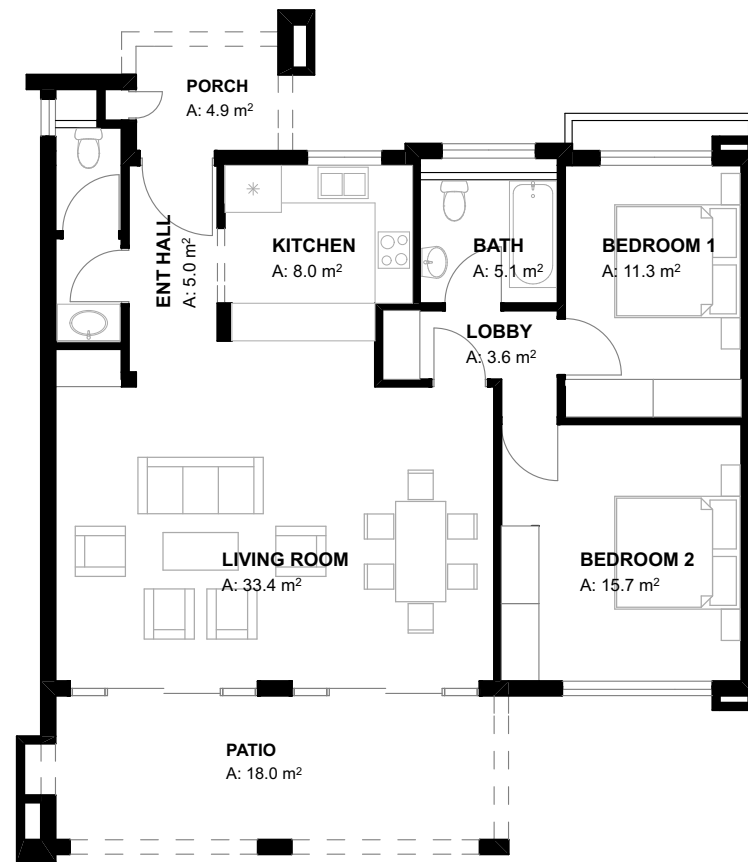 PORCH
A: 4.9 m²
ENT HALL
A: 5.0 m²
KITCHEN
A: 8.0 m²
BATH
A: 5.1 m²
BEDROOM 1
A: 11.3 m²
LOBBY
A: 3.6 m²
LIVING ROOM
A: 33.4 m²
BEDROOM 2
A: 15.7 m²
PATIO
A: 18.0 m²